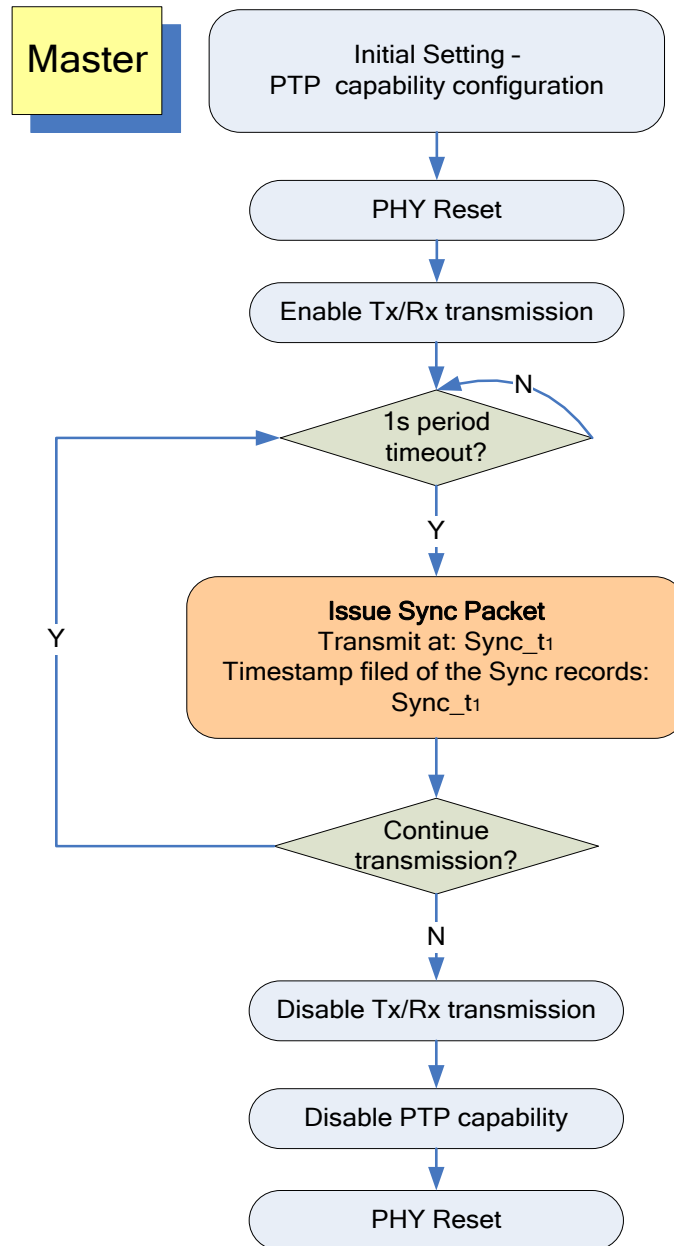 Master
Initial Setting -
PTP capability configuration
PHY Reset
Enable Tx/Rx transmission
N
1s period
timeout?
Y
Issue Sync Packet
Transmit at: Sync_t1
Timestamp filed of the Sync records:
Sync_t1
Y
Continue
transmission?
N
Disable Tx/Rx transmission
Disable PTP capability
PHY Reset